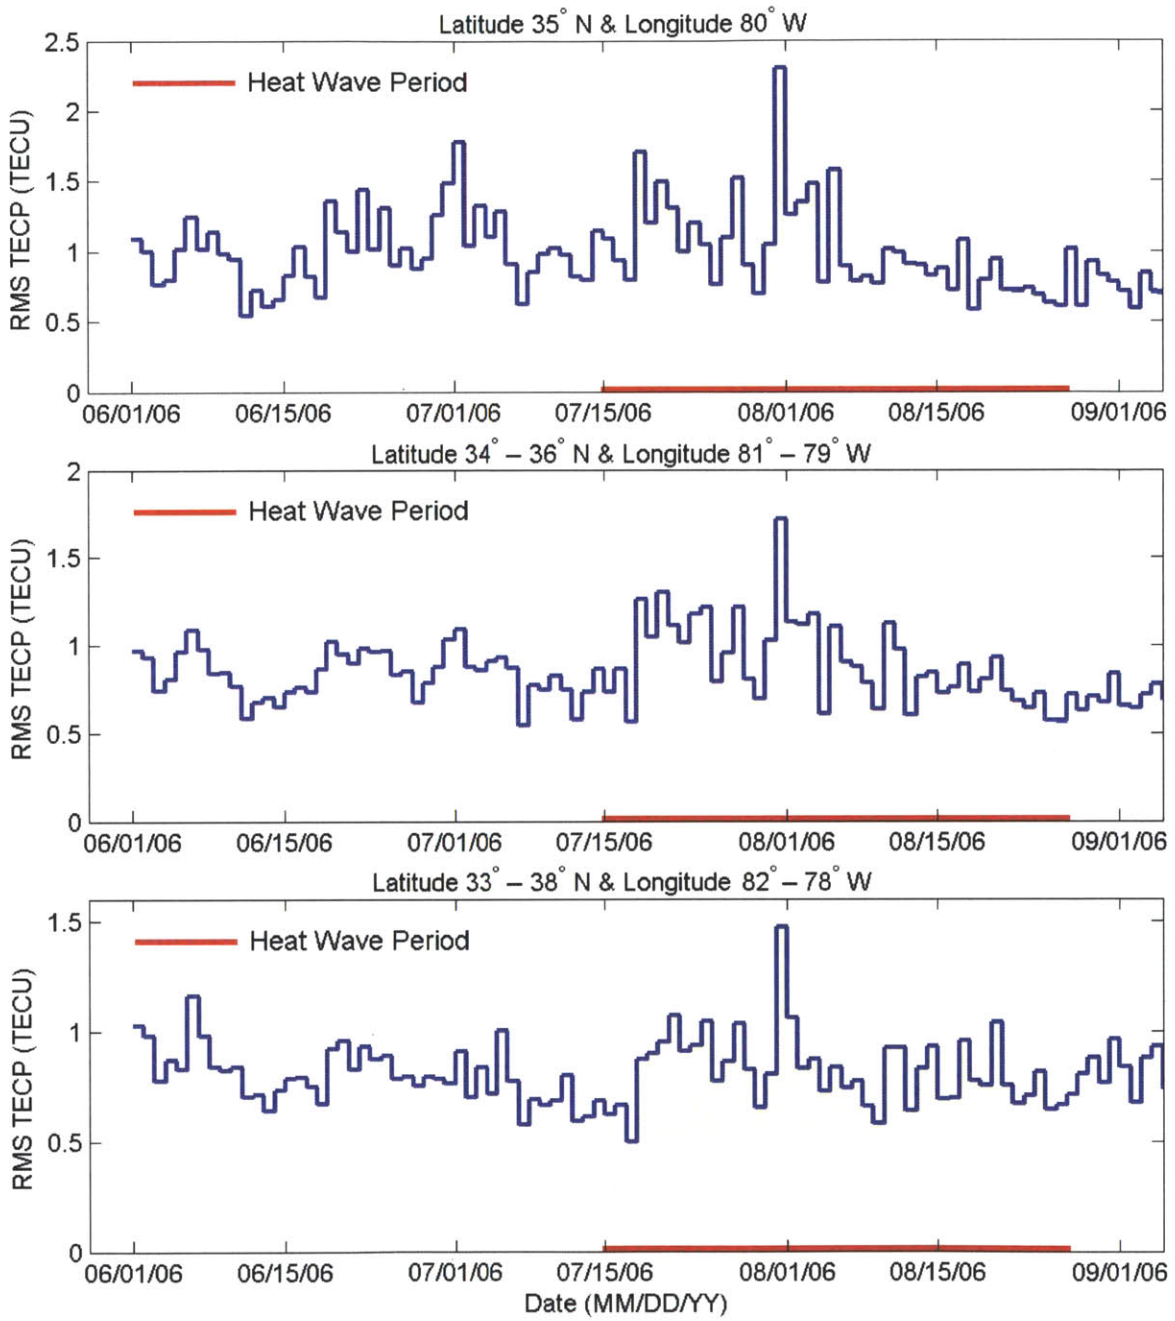 Latitude 35° N & Longitude 80° W
2.5
Heat Wave Period
2
1.5
1
0.5
0
RMS TECP (TECU)
06/01/06 06/15/06 07/01/06 07/15/06 08/01/06 08/15/06 09/01/06
Latitude 34° – 36° N & Longitude 81° – 79° W
2
Heat Wave Period
1.5
1
0.5
0
RMS TECP (TECU)
06/01/06 06/15/06 07/01/06 07/15/06 08/01/06 08/15/06 09/01/06
Latitude 33° – 38° N & Longitude 82° – 78° W
1.5
Heat Wave Period
1
0.5
0
RMS TECP (TECU)
06/01/06 06/15/06 07/01/06 07/15/06 08/01/06 08/15/06 09/01/06
Date (MM/DD/YY)